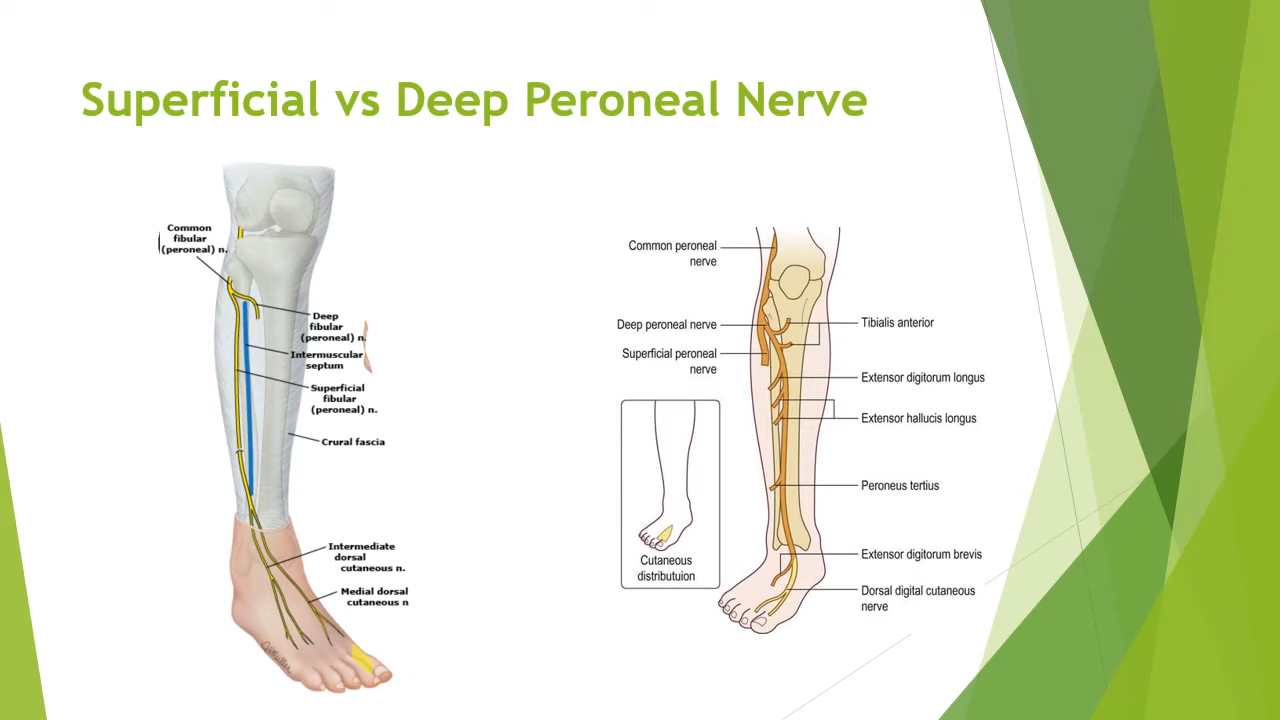 Superficial vs Deep Peroneal Nerve
Common
fibular
(peroneal) n.
Deep
fibular
(peroneal) n.
Intermuscular
septum
Superficial
fibular
(peroneal) n.
Crural fascia
Intermediate
dorsal
cutaneous n.
Medial dorsal
cutaneous n
Common peroneal
nerve
Deep peroneal nerve
Superficial peroneal
nerve
Cutaneous
distributuion
Tibialis anterior
Extensor digitorum longus
Extensor hallucis longus
Peroneus tertius
Extensor digitorum brevis
Dorsal digital cutaneous
nerve